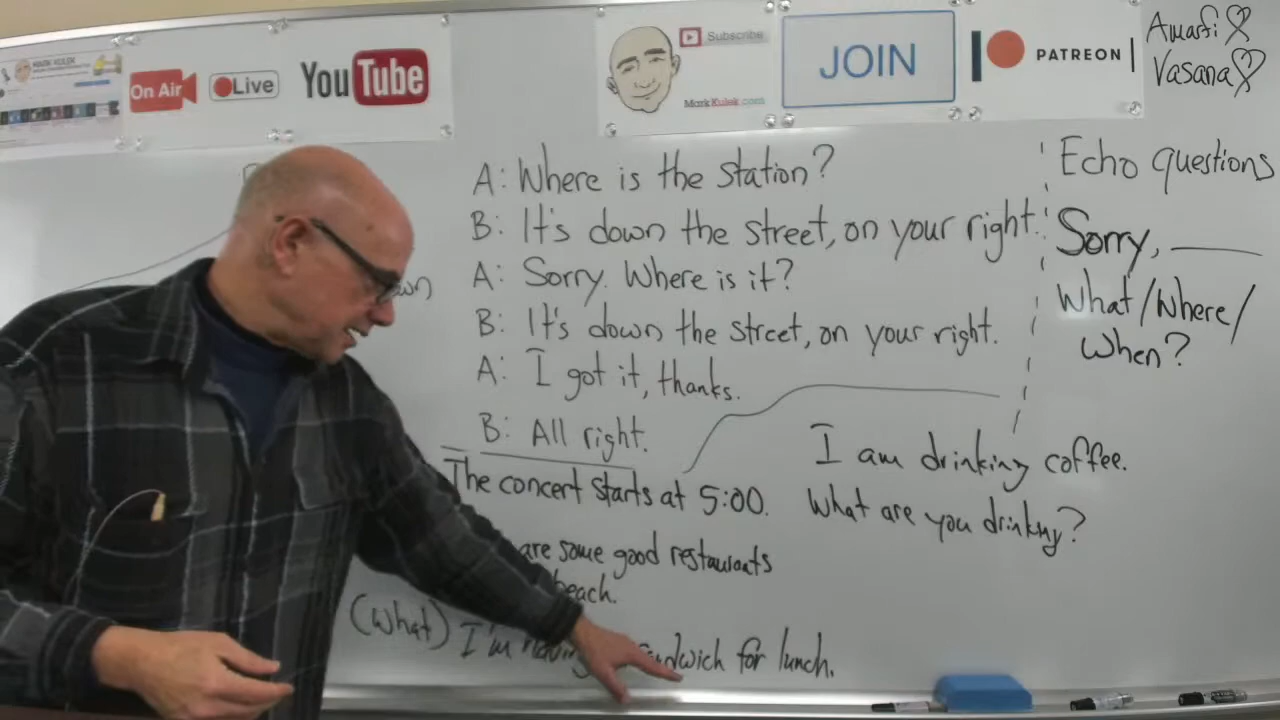 MARK KULEK
On Air
Live
YouTube
Subscribe
MarkKulek.com
JOIN
PATREON
Amasfi
Vasana
A: Where is the station?
B: It's down the street, on your right.
A: Sorry. Where is it?
B: It's down the street, on your right.
A: I got it, thanks.
B: All right.
The concert starts at 5:00.
are some good restaurants
beach.
(What) I'm for lunch.
Echo questions
Sorry,
What/Where/
When?
I am drinking coffee.
What are you drinking?